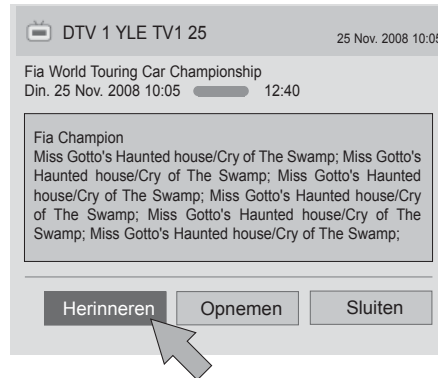 DTV 1 YLE TV1 25
25 Nov. 2008 10:05
Fia World Touring Car Championship
Din. 25 Nov. 2008 10:05 12:40
Fia Champion
Miss Gotto's Haunted house/Cry of The Swamp; Miss Gotto's
Haunted house/Cry of The Swamp; Miss Gotto's Haunted
house/Cry of The Swamp; Miss Gotto's Haunted house/Cry
of The Swamp; Miss Gotto's Haunted house/Cry of The
Swamp; Miss Gotto's Haunted house/Cry of The Swamp;
Herinneren Opnemen Sluiten